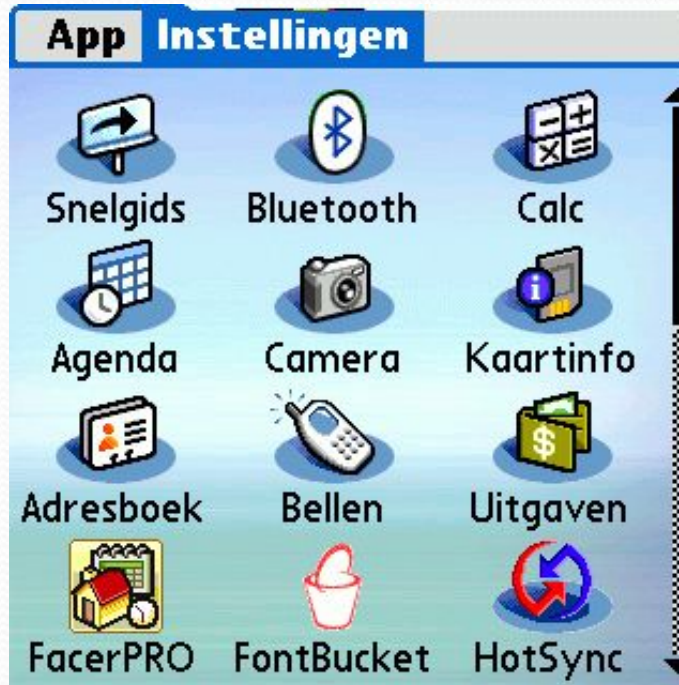 App Instellingen
Snelgids Bluetooth Calc
Agenda Camera Kaartinfo
Adresboek Bellen Uitgaven
FacerPRO FontBucket HotSync